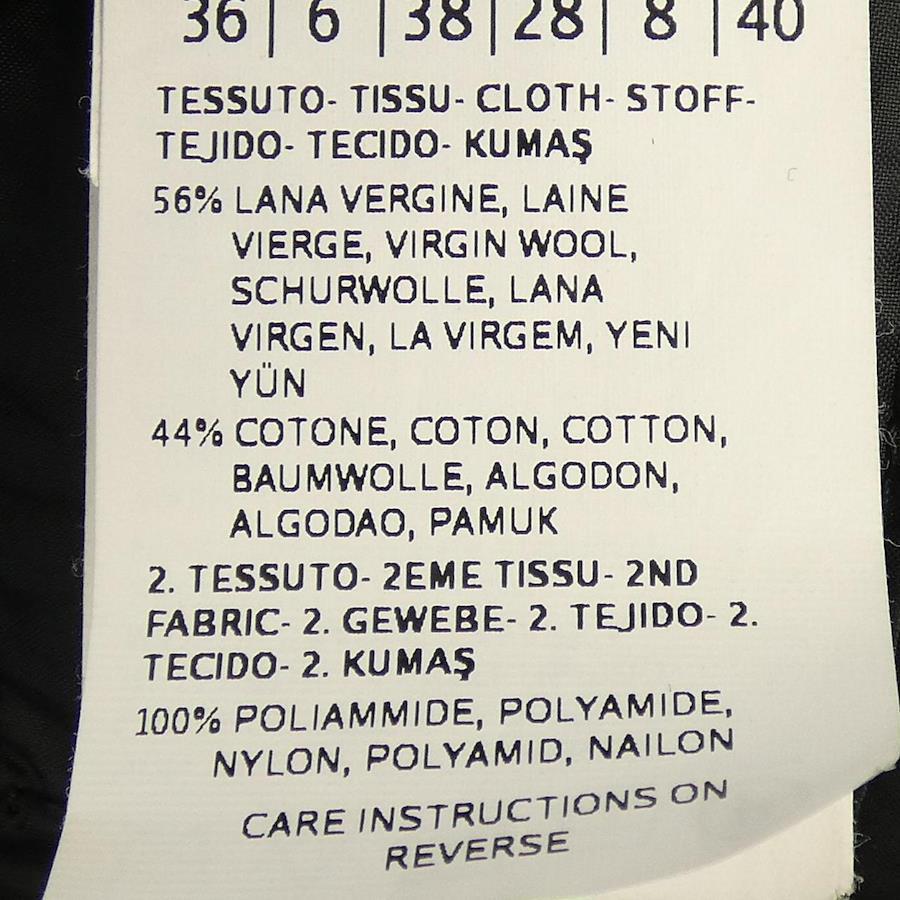 36 | 6 | 38 | 28 | 8 | 40
TESSUTO- TISSU- CLOTH- STOFF-
TEJIDO- TECIDO- KUMAŞ
56% LANA VERGINE, LAINE
VIERGE, VIRGIN WOOL,
SCHURWOLLE, LANA
VIRGEN, LA VIRGEM, YENI
YÜN
44% COTONE, COTON, COTTON,
BAUMWOLLE, ALGODON,
ALGODAO, PAMUK
2. TESSUTO- 2EME TISSU- 2ND
FABRIC- 2. GEWEBE- 2. TEJIDO- 2.
TECIDO- 2. KUMAŞ
100% POLIAMMIDE, POLYAMIDE,
NYLON, POLYAMID, NAILON
CARE INSTRUCTIONS ON
REVERSE